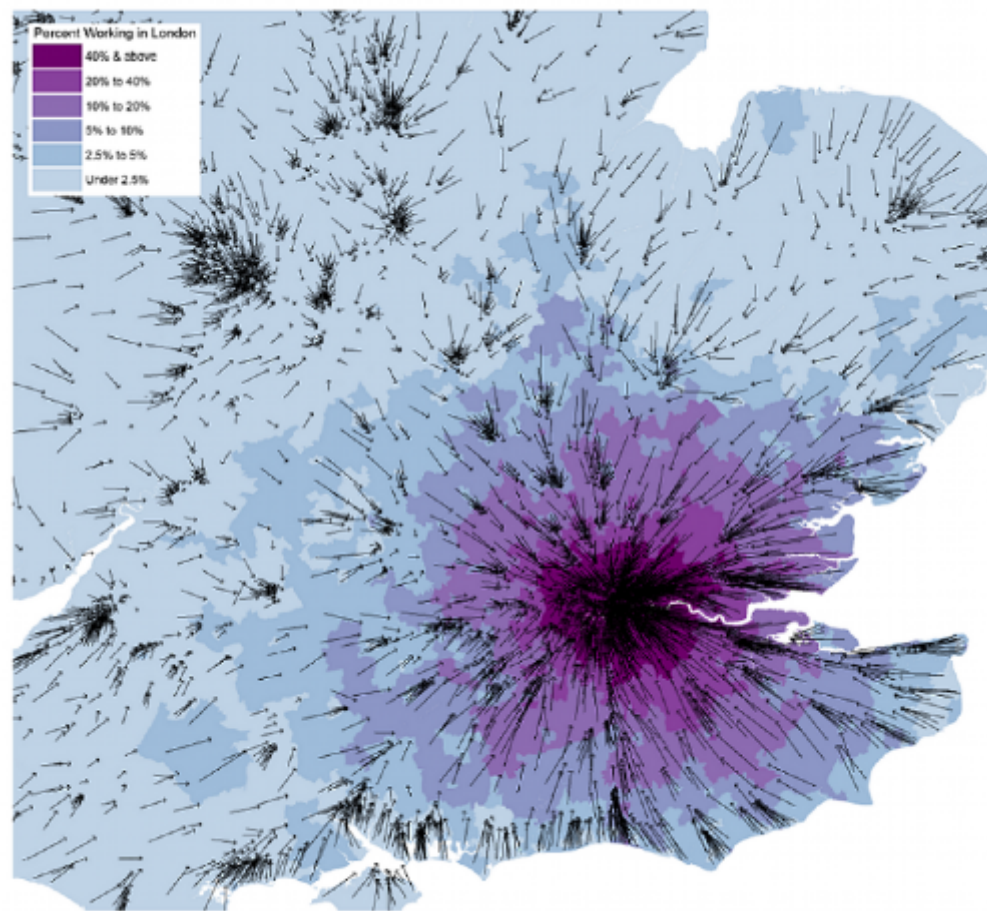 Percent Working in London
40% & above
20% to 40%
10% to 20%
5% to 10%
2.5% to 5%
Under 2.5%